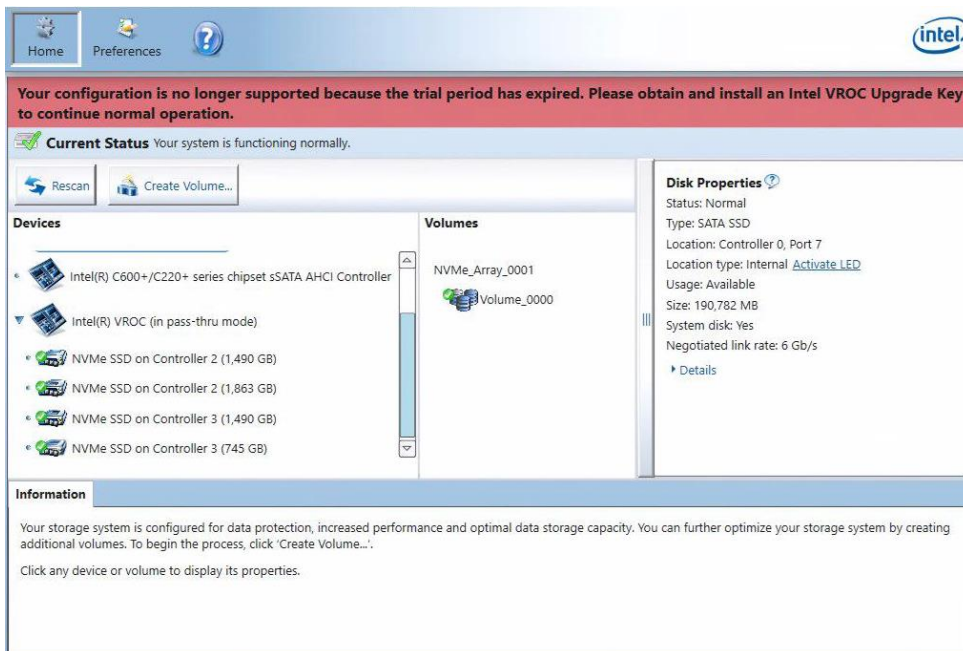 Home
Preferences
?
intel
Your configuration is no longer supported because the trial period has expired. Please obtain and install an Intel VROC Upgrade Key
to continue normal operation.
Current Status Your system is functioning normally.
Rescan
Create Volume...
Devices
Intel(R) C600+/C220+ series chipset sSATA AHCI Controller
Intel(R) VROC (in pass-thru mode)
NVMe SSD on Controller 2 (1,490 GB)
NVMe SSD on Controller 2 (1,863 GB)
NVMe SSD on Controller 3 (1,490 GB)
NVMe SSD on Controller 3 (745 GB)
Volumes
NVMe_Array_0001
Volume_0000
Disk Properties ?
Status: Normal
Type: SATA SSD
Location: Controller 0, Port 7
Location type: Internal Activate LED
Usage: Available
Size: 190,782 MB
System disk: Yes
Negotiated link rate: 6 Gb/s
Details
Information
Your storage system is configured for data protection, increased performance and optimal data storage capacity. You can further optimize your storage system by creating
additional volumes. To begin the process, click 'Create Volume...'.
Click any device or volume to display its properties.